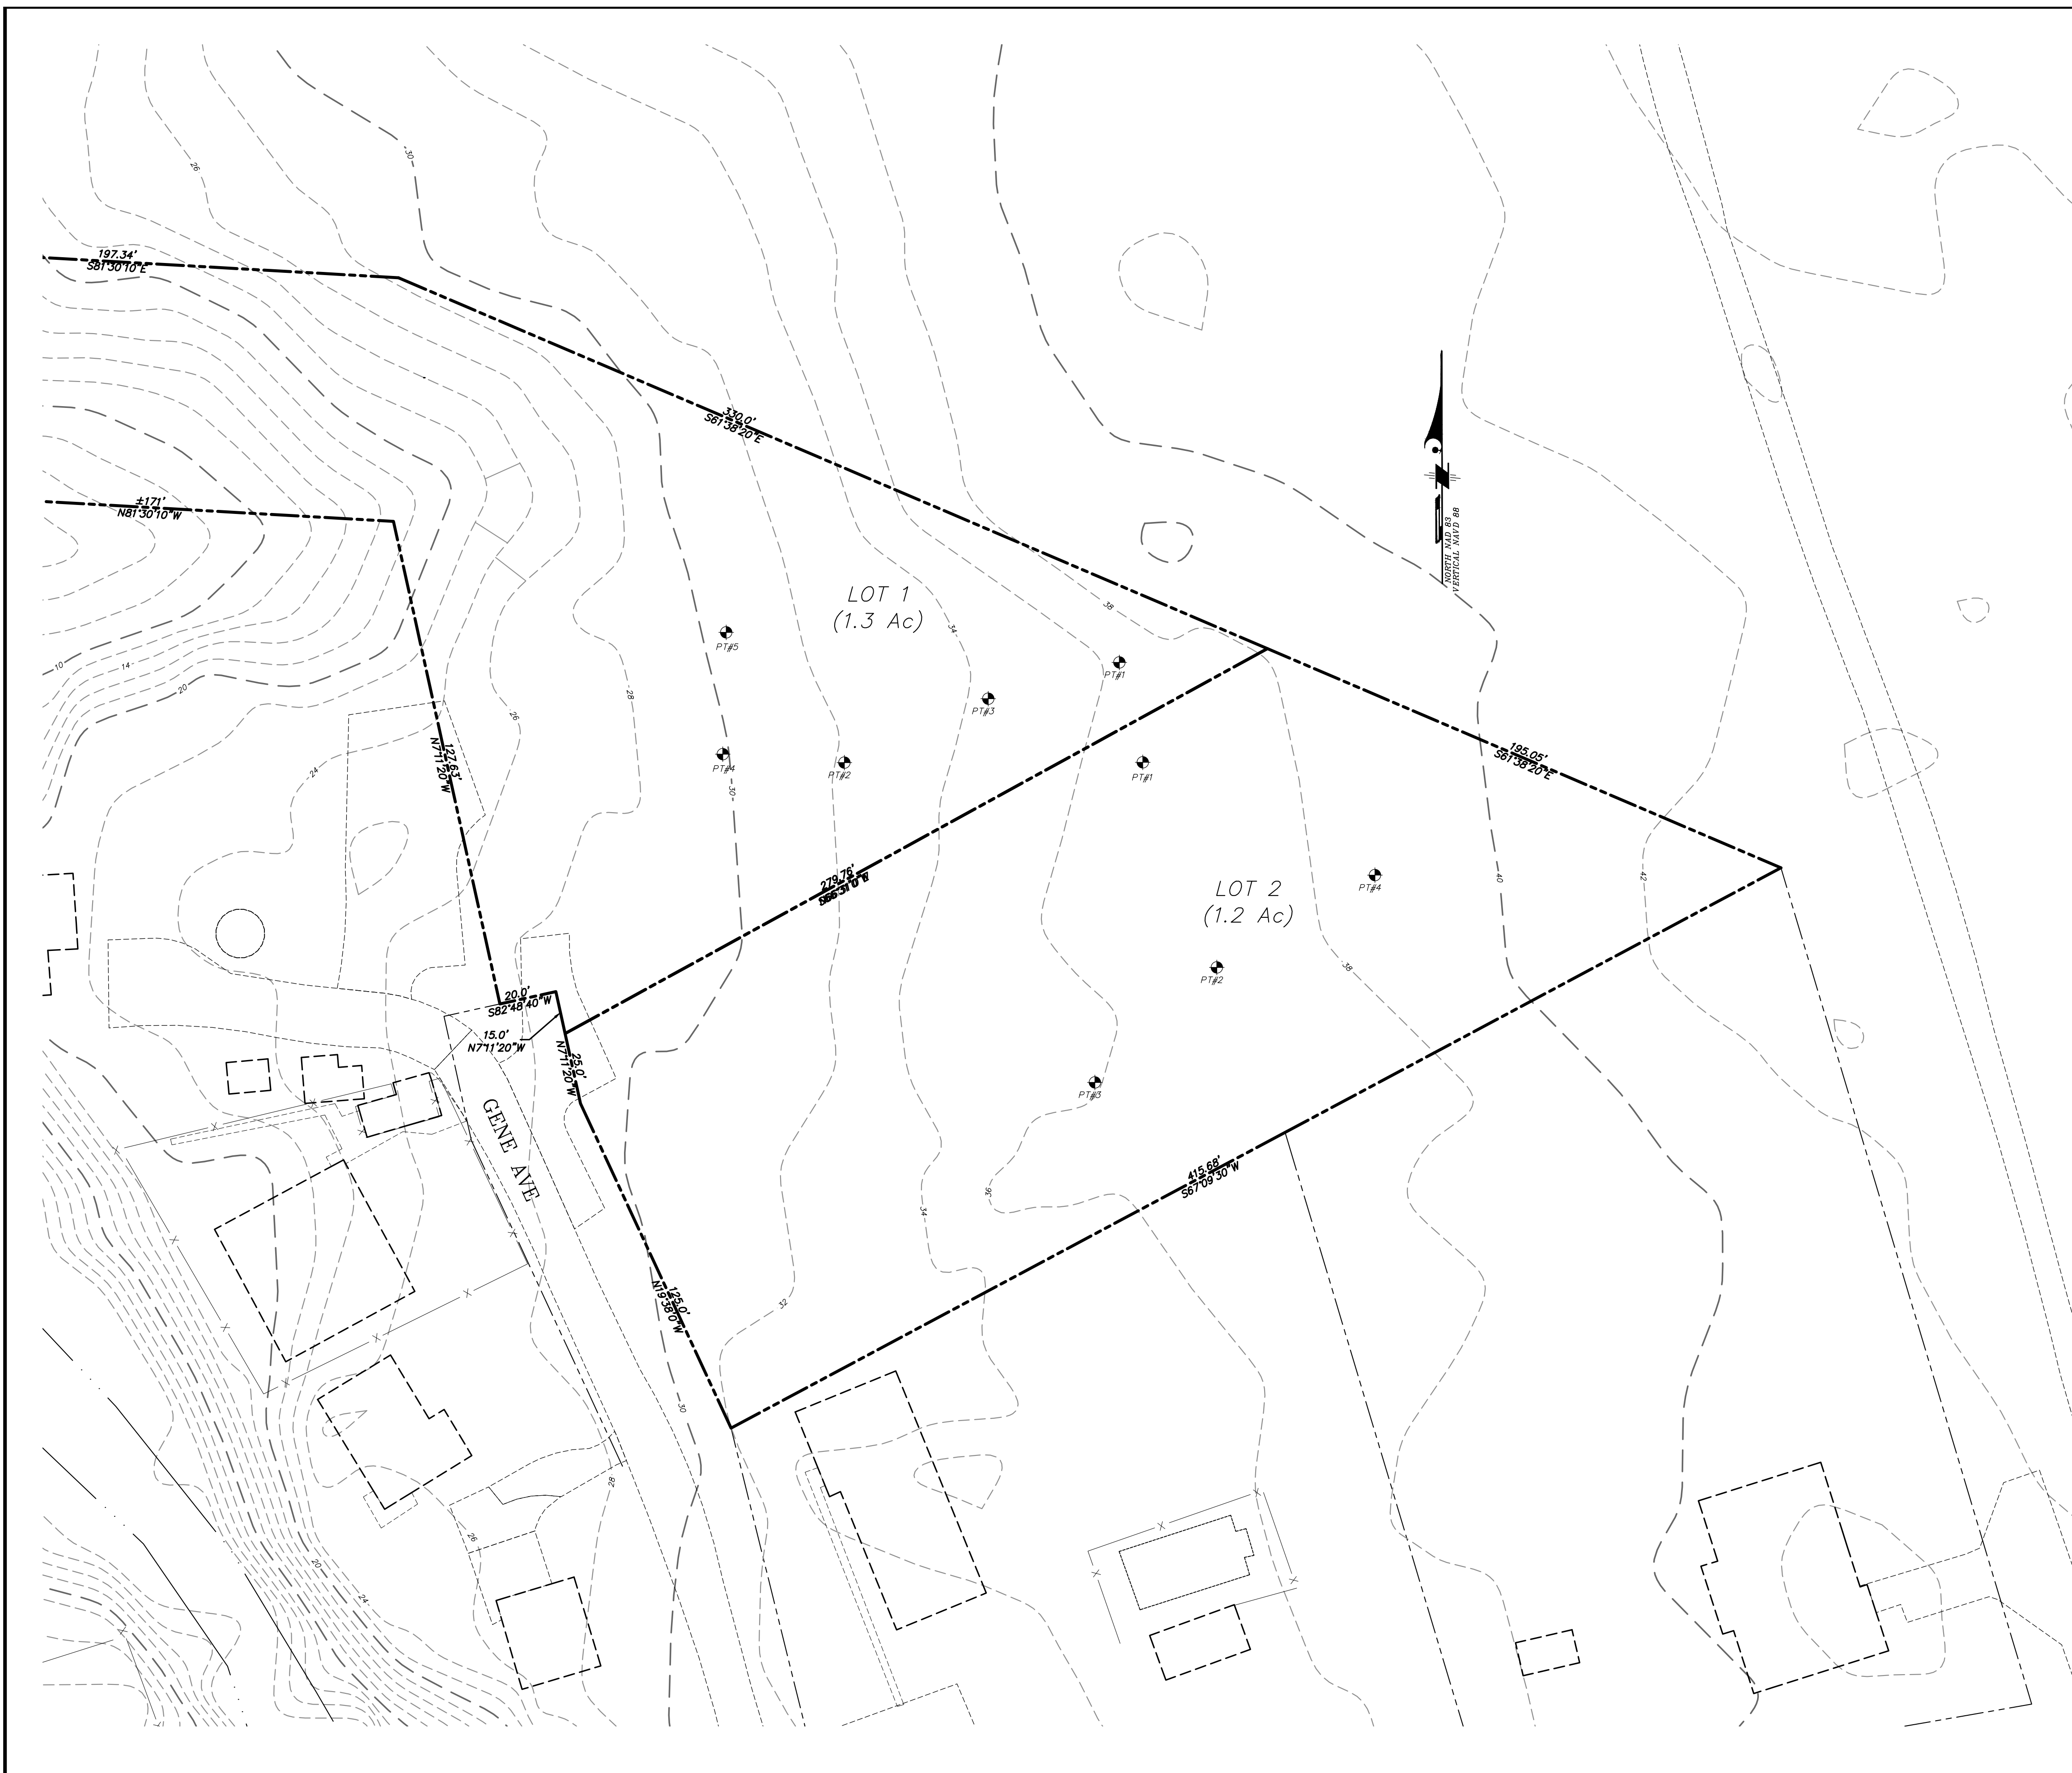 30
26
197.34'
S81°30'10"E
330.0'
S61°38'20"E
±171'
N81°30'10"W
NORTH NAD 83
VERTICAL NAVD 88
LOT 1
(1.3 Ac)
38
34
PT#5
PT#1
10
14
20
28
26
PT#3
127.63'
N7°11'20"W
195.05'
S61°38'20"E
24
PT#4
PT#2
PT#1
30
279.76'
LOT 2
(1.2 Ac)
PT#4
40
42
38
PT#2
20.0'
S82°48'40"W
15.0'
N7°11'20"W
25.0'
N7°11'20"W
PT#3
GENE AVE
415.68'
S67°09'30"W
36
34
125.0'
N19°38'0"W
32
30
28
26
20
24